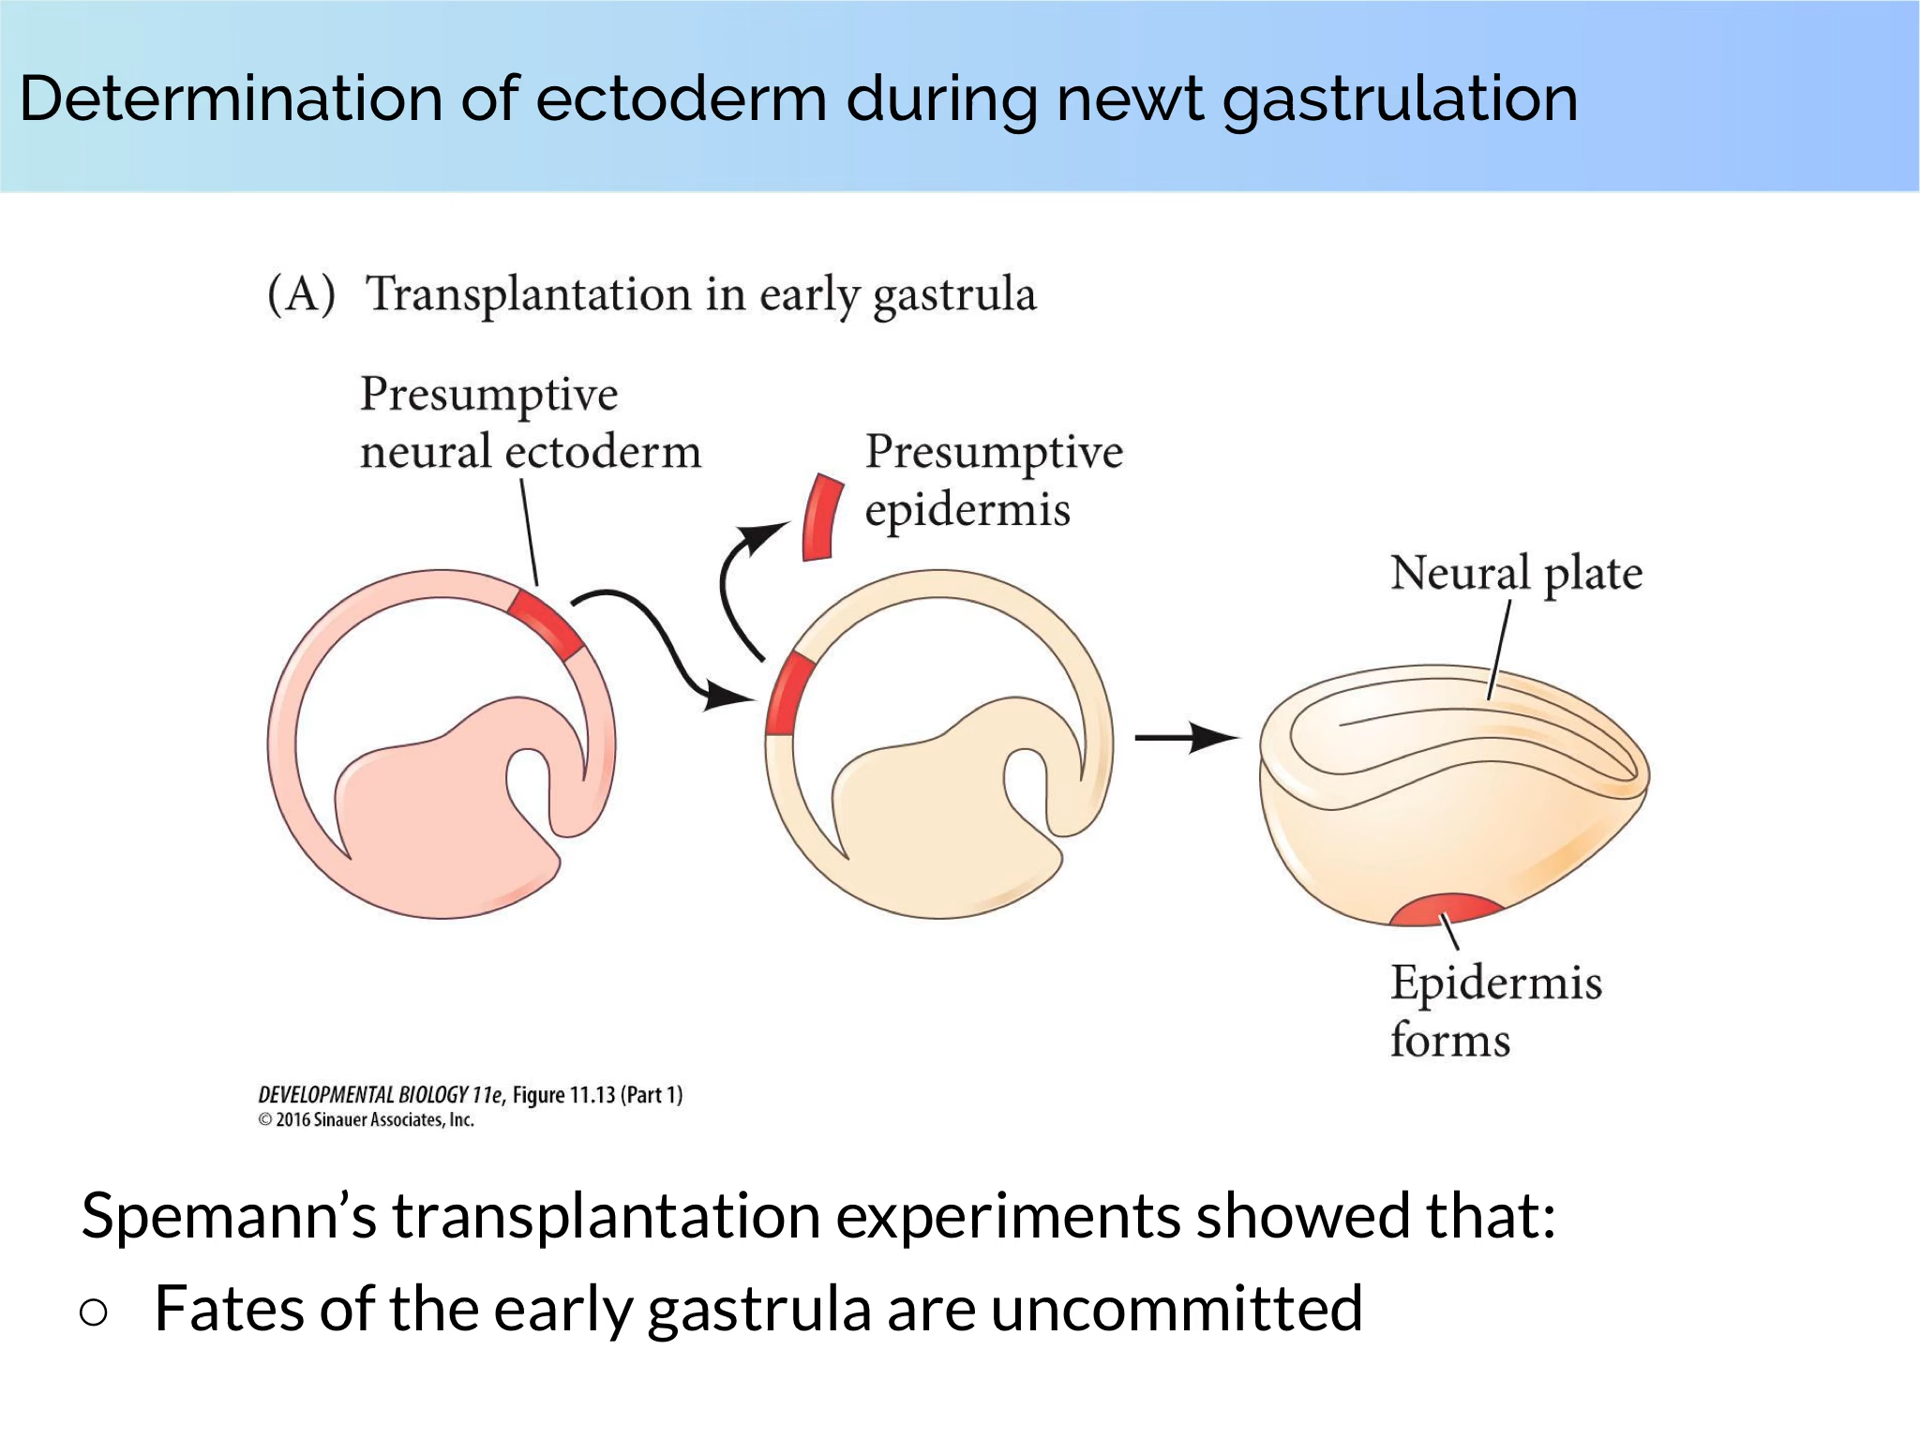 Determination of ectoderm during newt gastrulation
(A) Transplantation in early gastrula
Presumptive
neural ectoderm
Presumptive
epidermis
Neural plate
Epidermis
forms
DEVELOPMENTAL BIOLOGY 11e, Figure 11.13 (Part 1)
© 2016 Sinauer Associates, Inc.
Spemann’s transplantation experiments showed that:
○ Fates of the early gastrula are uncommitted